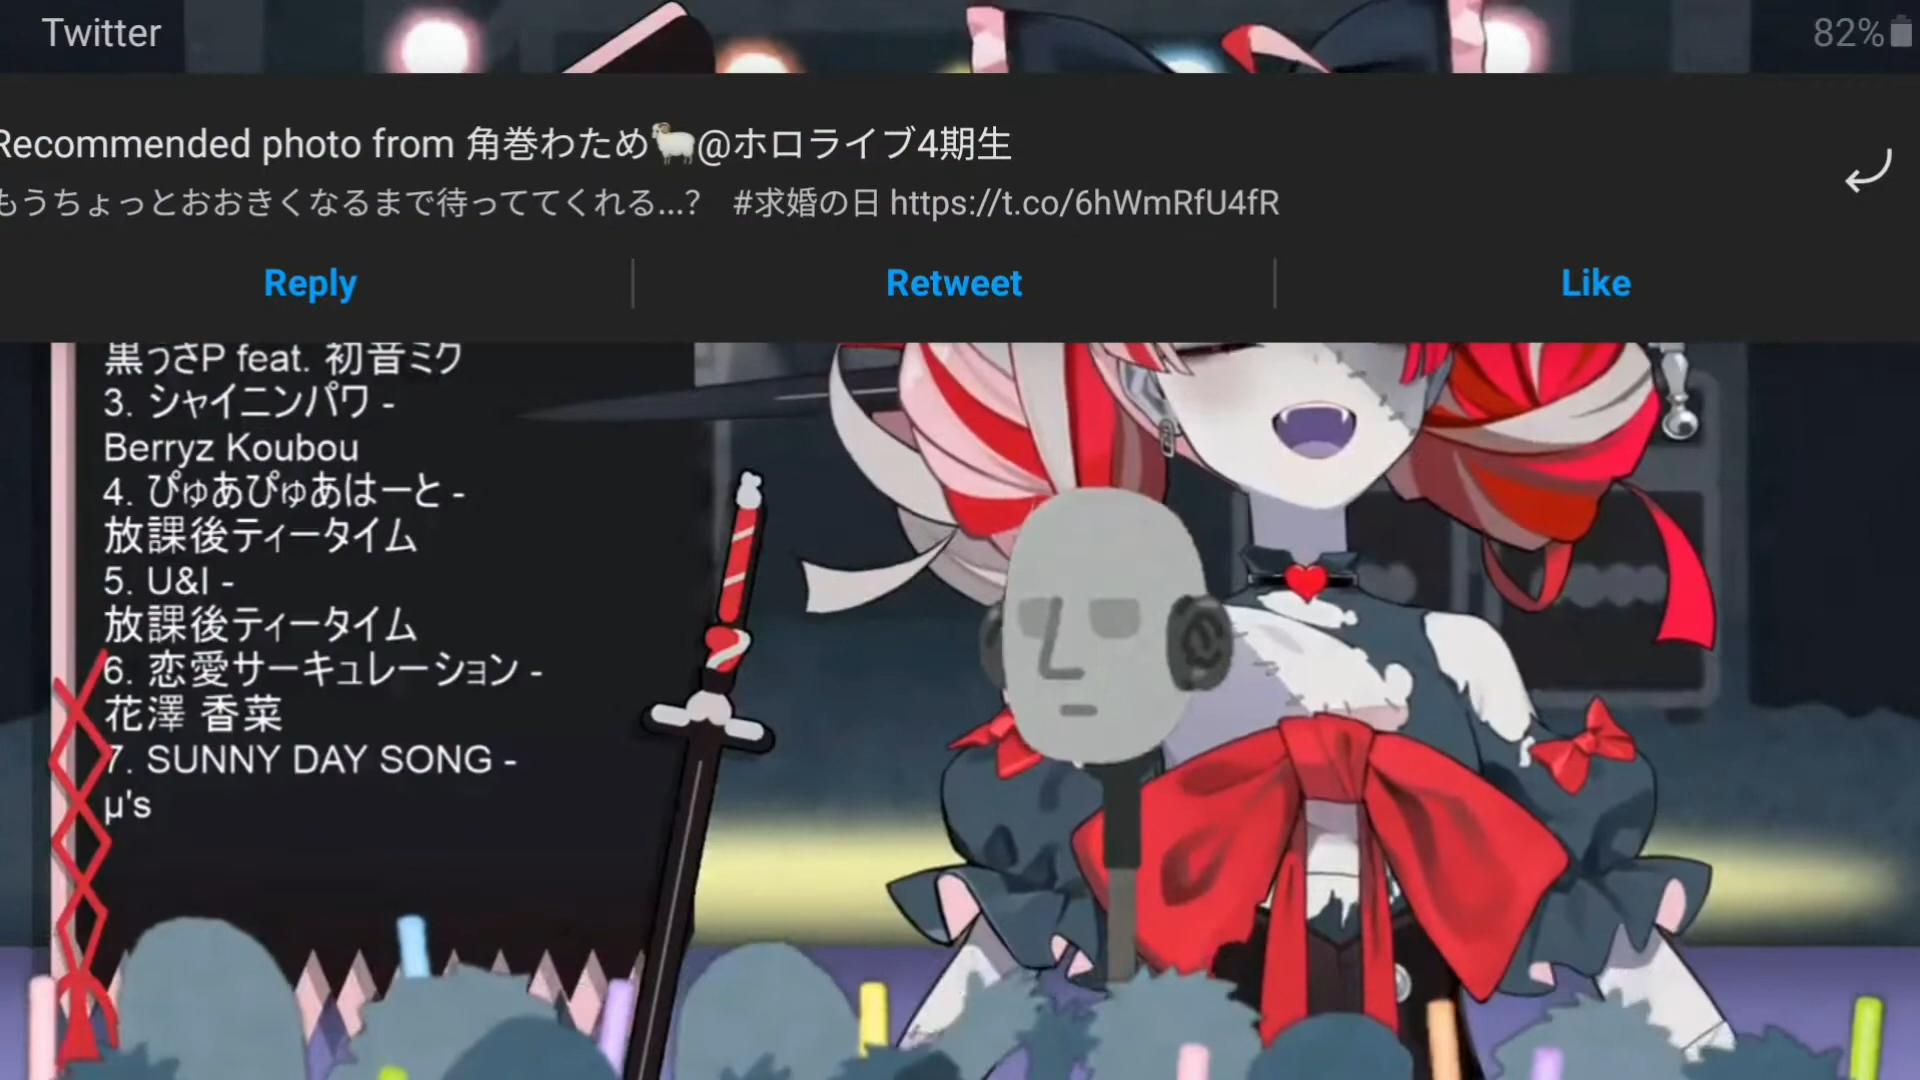 Twitter
82%
Recommended photo from 角巻わため🐏@ホロライブ4期生
もうちょっとおおきくなるまで待っててくれる...? #求婚の日 https://t.co/6hWmRfU4fR
Reply
Retweet
Like
黒うさP feat. 初音ミク
3. シャイニンパワ -
Berryz Koubou
4. ぴゅあぴゅあはーと -
放課後ティータイム
5. U&I -
放課後ティータイム
6. 恋愛サーキュレーション -
花澤 香菜
7. SUNNY DAY SONG -
μ's